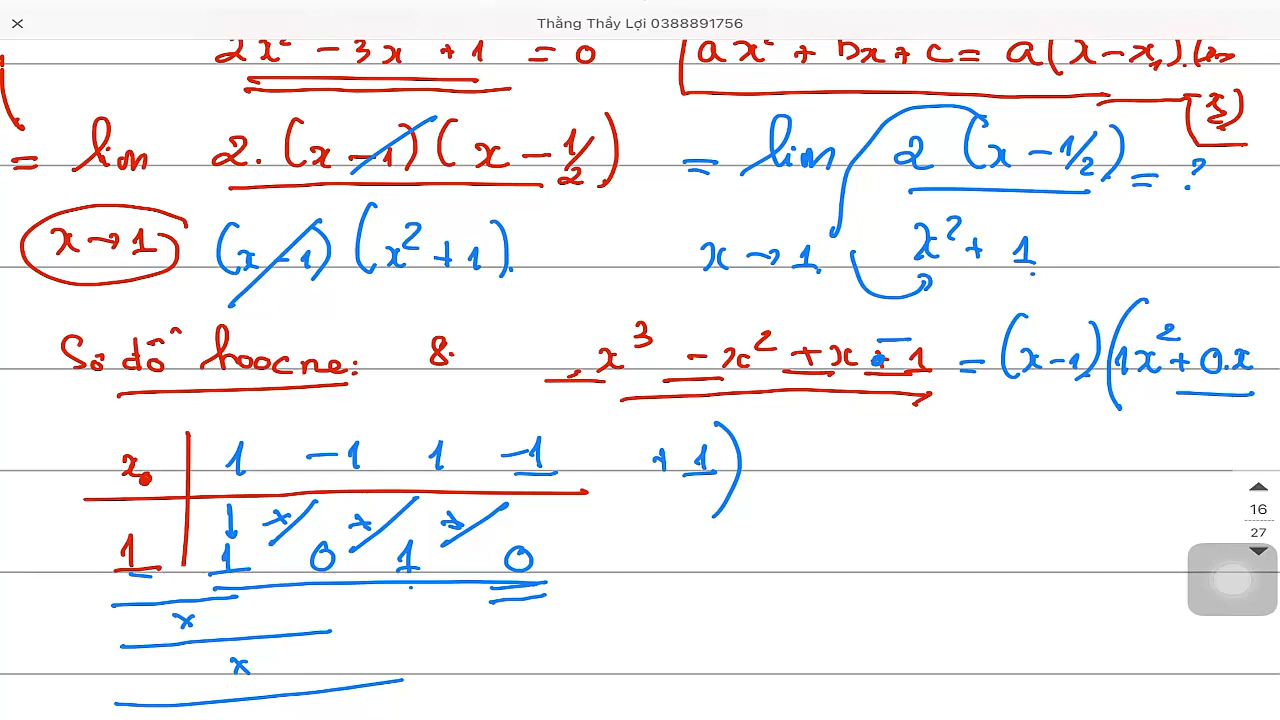 Thằng Thầy Lợi 0388891756
2x² - 3x + 1 = 0
ax² + bx + c = a(x - x₁).(
= lim 2.(x - 1)(x - 1/2) = lim 2(x - 1/2) = ?
x → 1 (x - 1)(x² + 1). x → 1 x² + 1
Sơ đồ hoocne: 8. x³ - x² + x - 1 = (x - 1)(1x² + 0.x
x₀ 1 -1 1 -1 + 1)
1 1 0 1 0
x
x
16
27